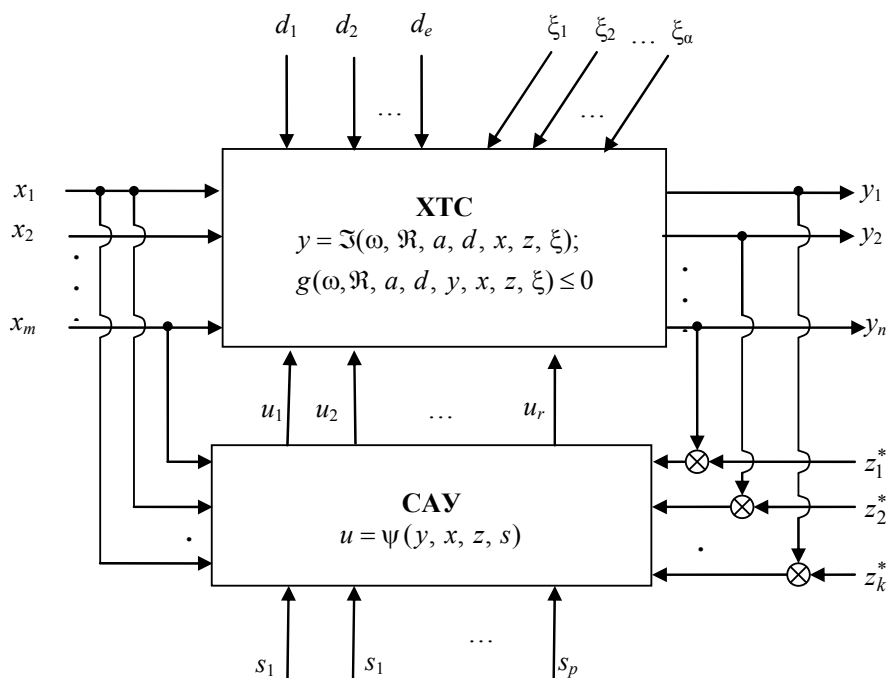 d₁ d₂ dₑ ξ₁ ξ₂ … ξ_α
… …
x₁ ХТС y₁
x₂ y = ℑ(ω, ℜ, a, d, x, z, ξ); y₂
g(ω, ℜ, a, d, y, x, z, ξ) ≤ 0
xₘ yₙ
u₁ u₂ … uᵣ
z₁*
САУ z₂*
u = ψ(y, x, z, s)
zₖ*
…
s₁ s₁ sₚ